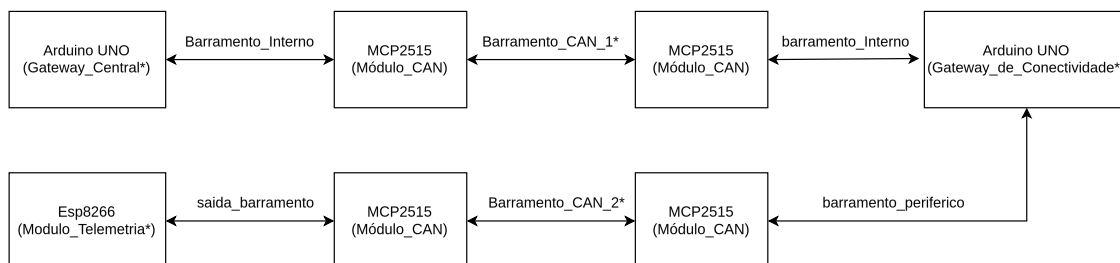 Arduino UNO
(Gateway_Central*)
Barramento_Interno
MCP2515
(Módulo_CAN)
Barramento_CAN_1*
MCP2515
(Módulo_CAN)
barramento_Interno
Arduino UNO
(Gateway_de_Conectividade*
Esp8266
(Modulo_Telemetria*)
saida_barramento
MCP2515
(Módulo_CAN)
Barramento_CAN_2*
MCP2515
(Módulo_CAN)
barramento_periferico